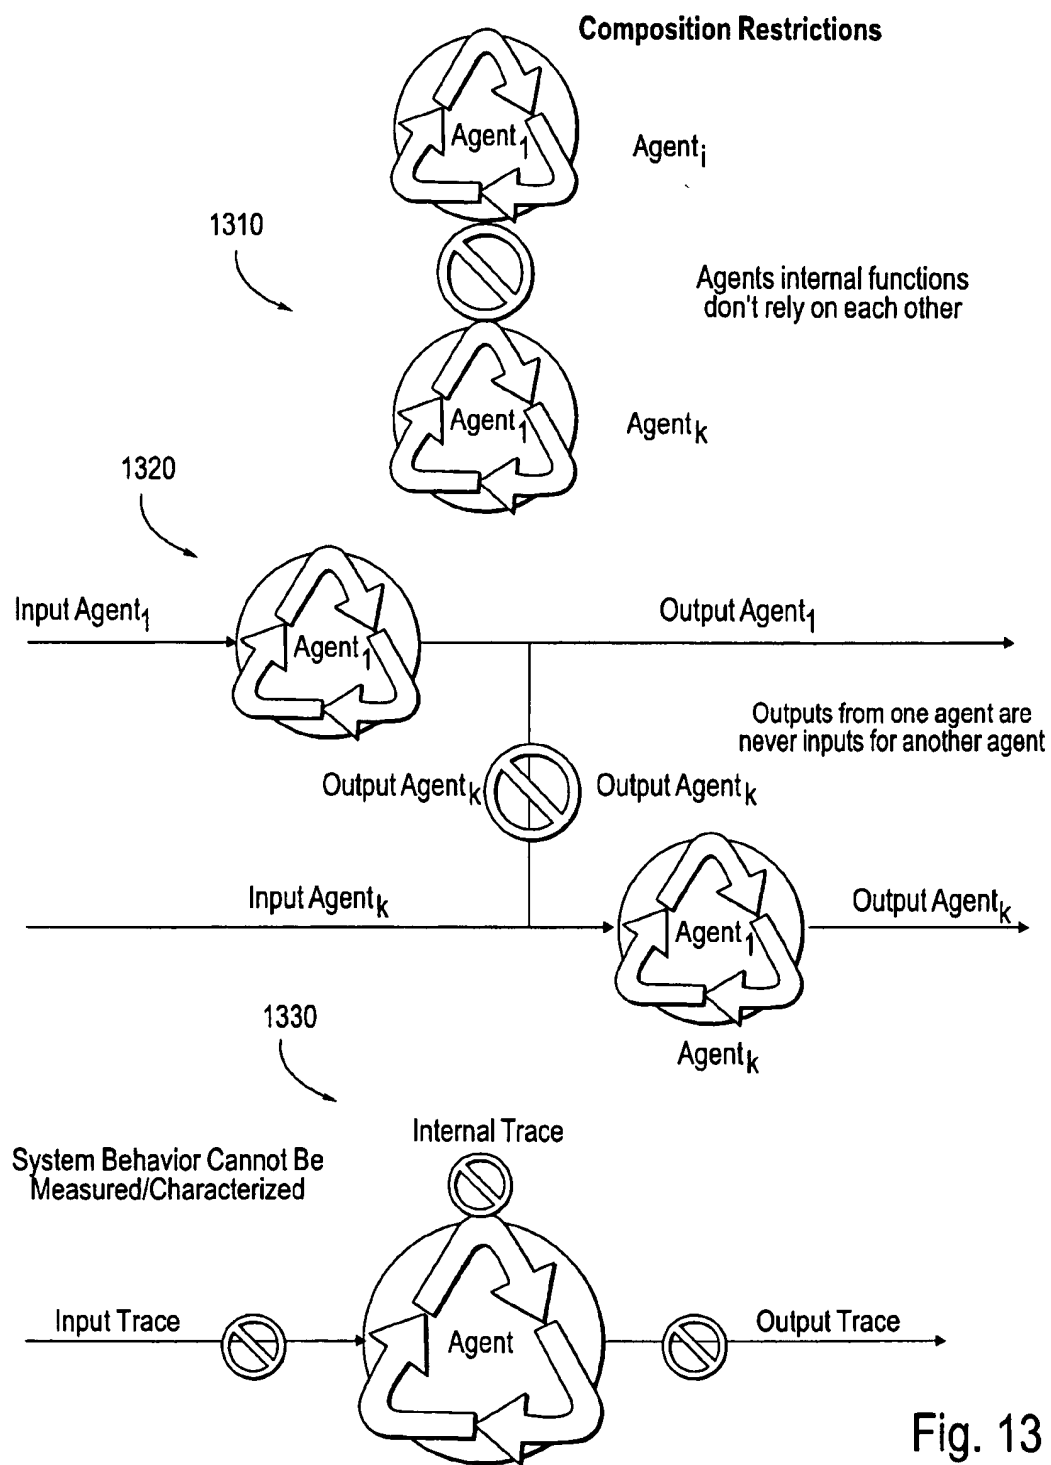 Composition Restrictions
Agent1
Agenti
1310
Agents internal functions
don't rely on each other
Agent1
Agentk
1320
Input Agent1
Agent1
Output Agent1
Outputs from one agent are
never inputs for another agent
Output Agentk
Output Agentk
Input Agentk
Agent1
Output Agentk
Agentk
1330
Internal Trace
System Behavior Cannot Be
Measured/Characterized
Input Trace
Agent
Output Trace
Fig. 13